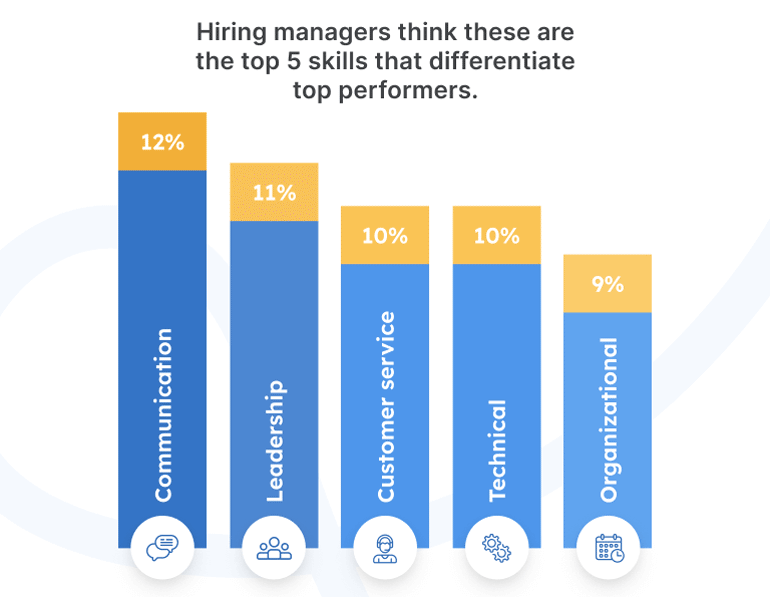 Hiring managers think these are
the top 5 skills that differentiate
top performers.
12%
Communication
11%
Leadership
10%
Customer service
10%
Technical
9%
Organizational